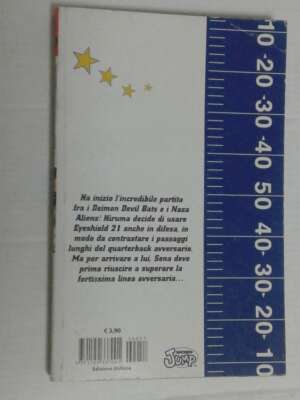 10 -20 -30 -40 50 40- 30- 20- 10
Ha inizio l'incredibile partita
fra i Deimon Devil Bats e i Nasa
Aliens: Hiruma decide di usare
Eyeshield 21 anche in difesa, in
modo da contrastare i passaggi
lunghi del quarterback avversario.
Ma per arrivare a lui, Sena deve
prima riuscire a superare la
fortissima linea avversaria...
€ 3,90
JUMP
Edizione Italiana